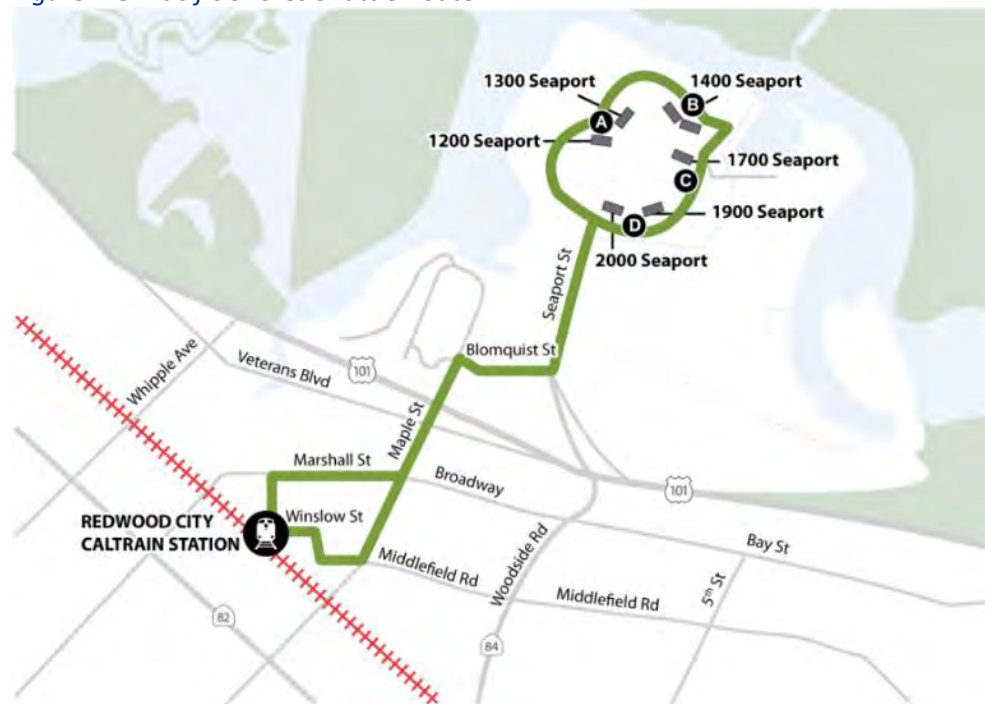 1300 Seaport
1400 Seaport
B
A
1200 Seaport
1700 Seaport
C
1900 Seaport
D
2000 Seaport
Seaport St
Blomquist St
Whipple Ave
Veterans Blvd
101
Maple St
Marshall St
Broadway
101
REDWOOD CITY
CALTRAIN STATION
Winslow St
Middlefield Rd
Woodside Rd
Bay St
5th St
Middlefield Rd
82
84